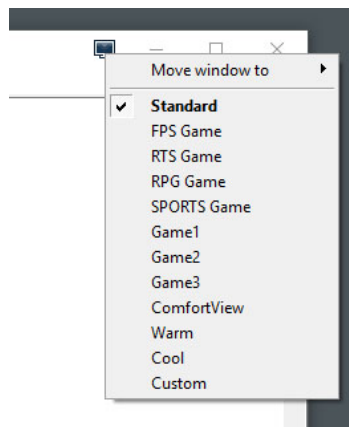 Move window to
Standard
FPS Game
RTS Game
RPG Game
SPORTS Game
Game1
Game2
Game3
ComfortView
Warm
Cool
Custom